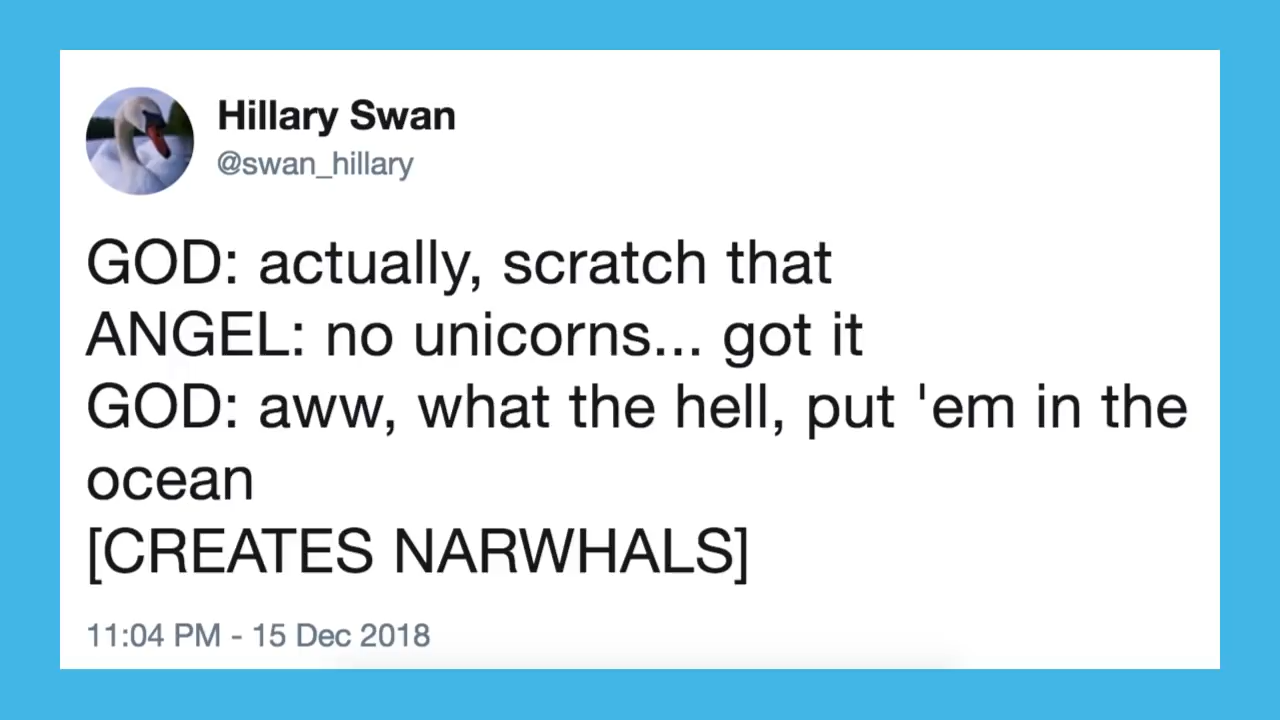 Hillary Swan
@swan_hillary
GOD: actually, scratch that
ANGEL: no unicorns... got it
GOD: aww, what the hell, put 'em in the
ocean
[CREATES NARWHALS]
11:04 PM - 15 Dec 2018